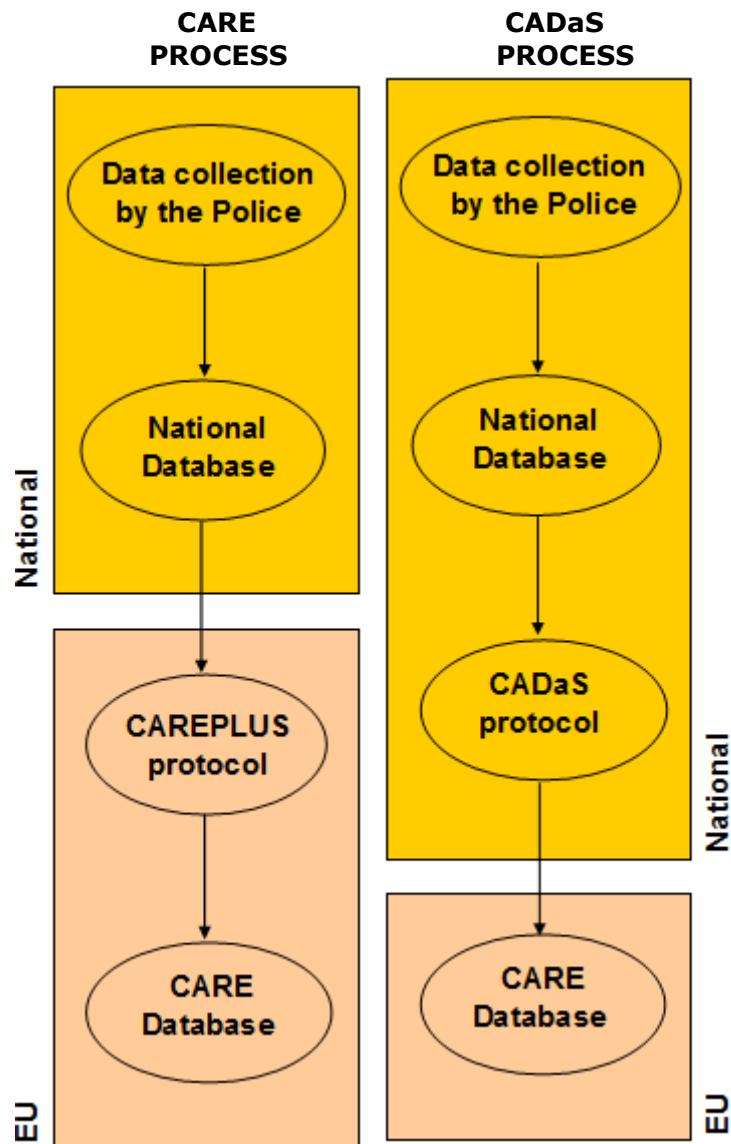 CARE
PROCESS
Data collection
by the Police
National
Database
National
CAREPLUS
protocol
CARE
Database
EU
CADaS
PROCESS
Data collection
by the Police
National
Database
CADaS
protocol
National
CARE
Database
EU